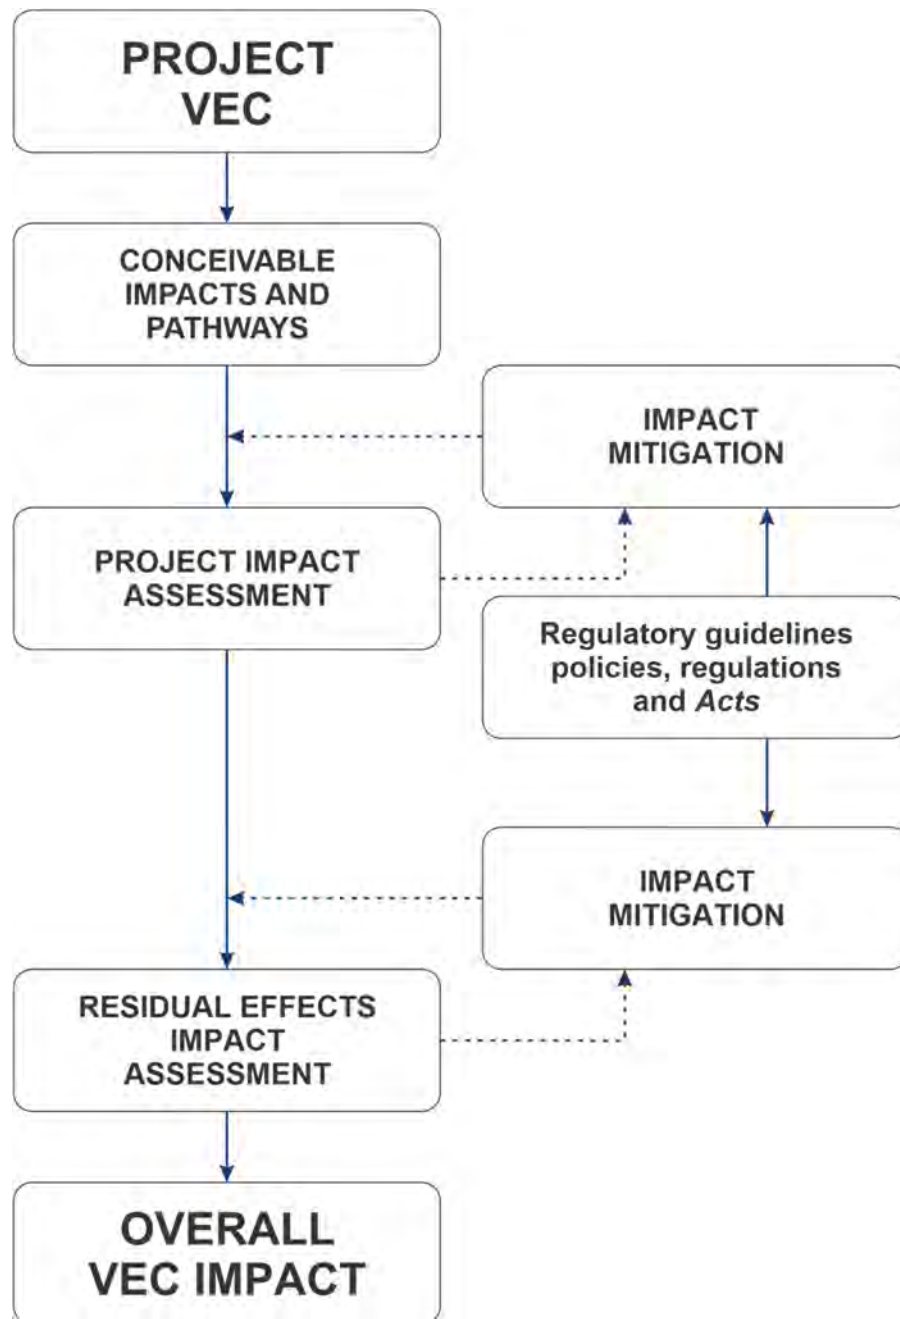 PROJECT
VEC
CONCEIVABLE
IMPACTS AND
PATHWAYS
IMPACT
MITIGATION
PROJECT IMPACT
ASSESSMENT
Regulatory guidelines
policies, regulations
and Acts
IMPACT
MITIGATION
RESIDUAL EFFECTS
IMPACT
ASSESSMENT
OVERALL
VEC IMPACT